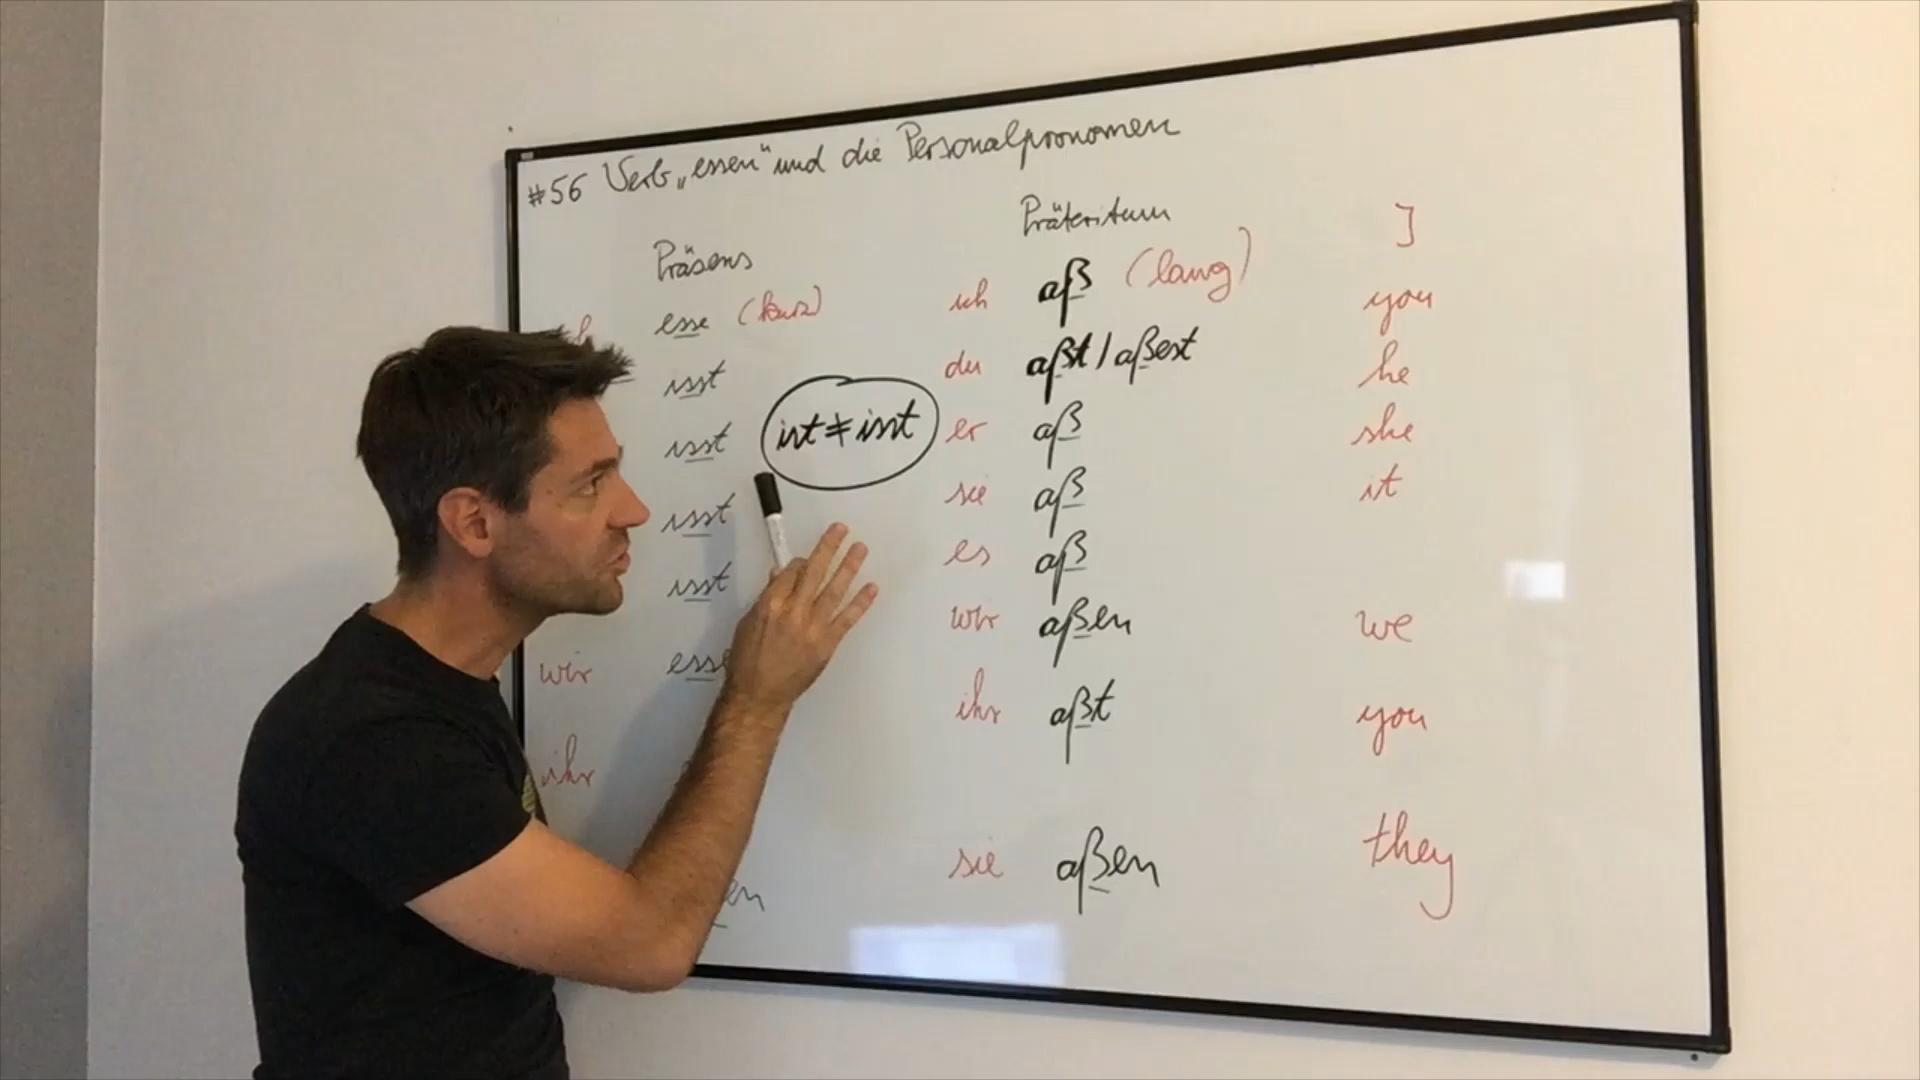 #56 Verb „essen" und die Personalpronomen
Präsens Präteritum I
esse (kurz) ich aß (lang) you
isst du aßt / aßest he
isst ist ≠ isst er aß she
isst sie aß it
isst es aß
wir esse wir aßen we
ihr ihr aßt you
en sie aßen they